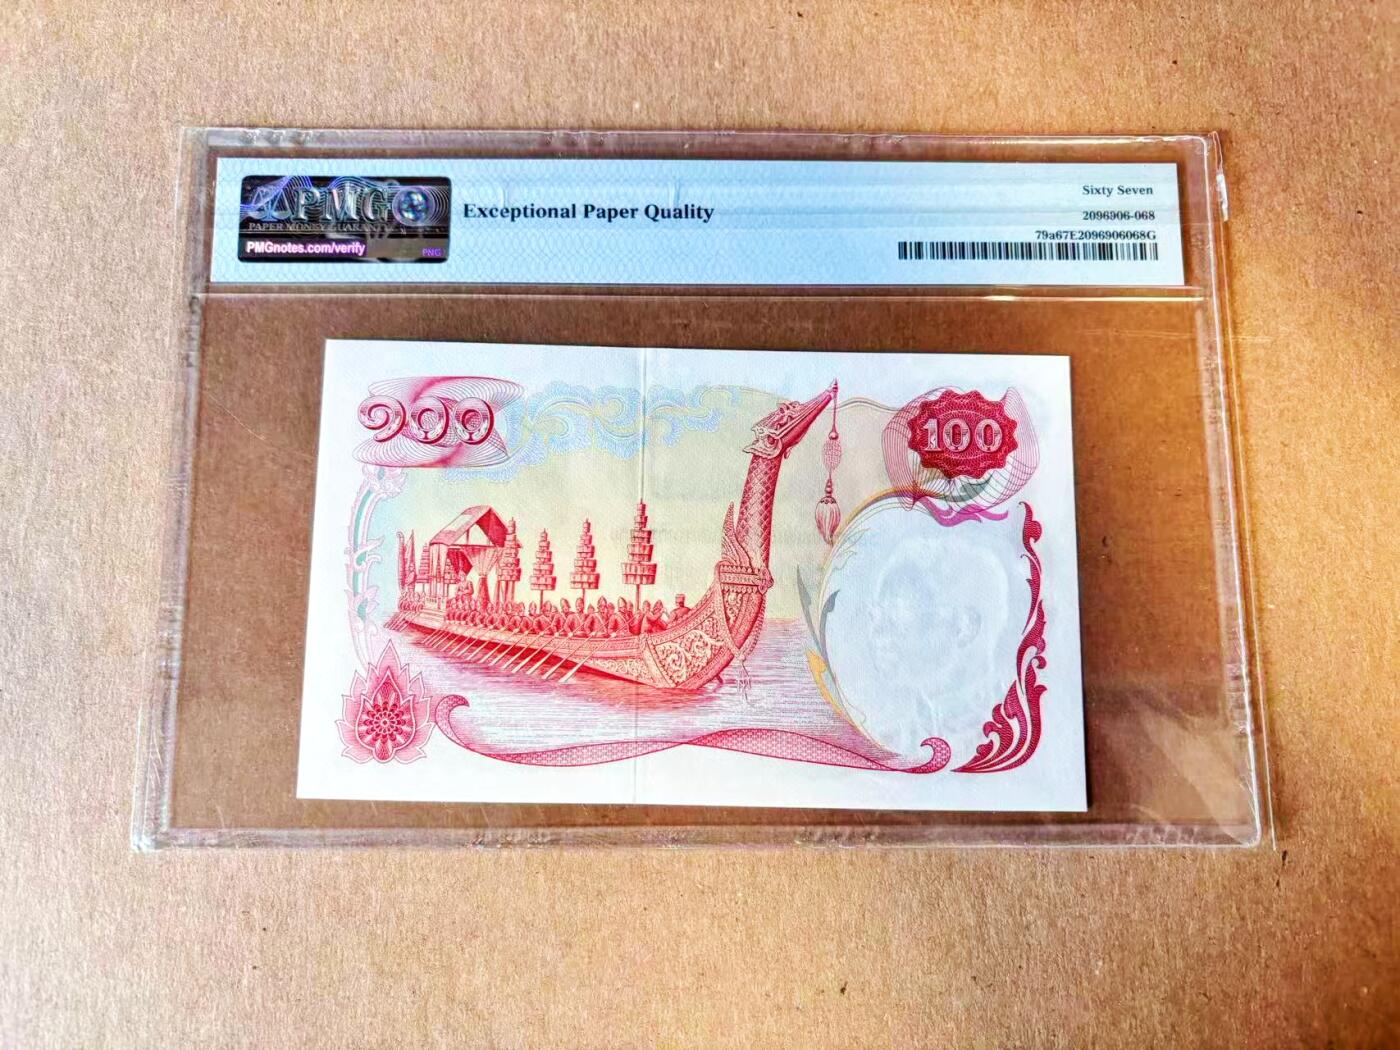 PMG
PAPER MONEY GUARANTY
PMGnotes.com/verify
PNG
Exceptional Paper Quality
Sixty Seven
2096906-068
79a67E2096906068G
๑๐๐
100